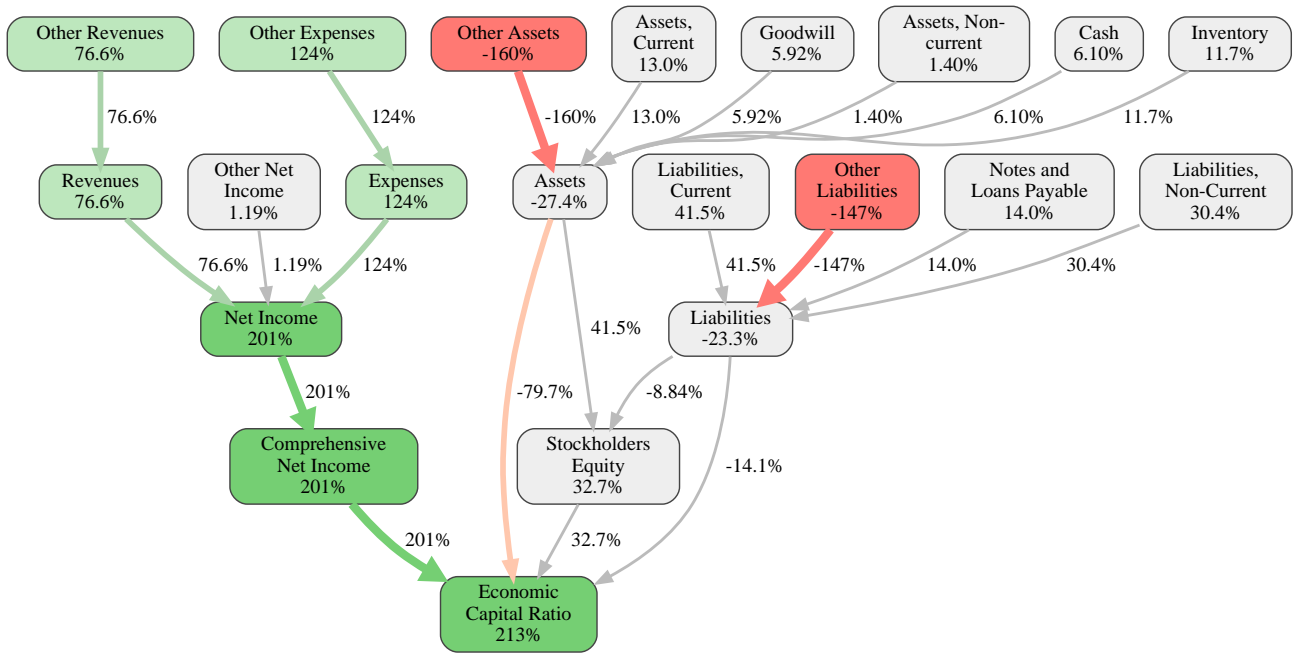 Other Revenues
76.6%
Other Expenses
124%
Other Assets
-160%
Assets,
Current
13.0%
Goodwill
5.92%
Assets, Non-
current
1.40%
Cash
6.10%
Inventory
11.7%
76.6%
124%
-160%
13.0%
5.92%
1.40%
6.10%
11.7%
Revenues
76.6%
Other Net
Income
1.19%
Expenses
124%
Assets
-27.4%
Liabilities,
Current
41.5%
Other
Liabilities
-147%
Notes and
Loans Payable
14.0%
Liabilities,
Non-Current
30.4%
76.6%
1.19%
124%
41.5%
-147%
14.0%
30.4%
Net Income
201%
Liabilities
-23.3%
41.5%
201%
-79.7%
-8.84%
Comprehensive
Net Income
201%
Stockholders
Equity
32.7%
-14.1%
201%
32.7%
Economic
Capital Ratio
213%